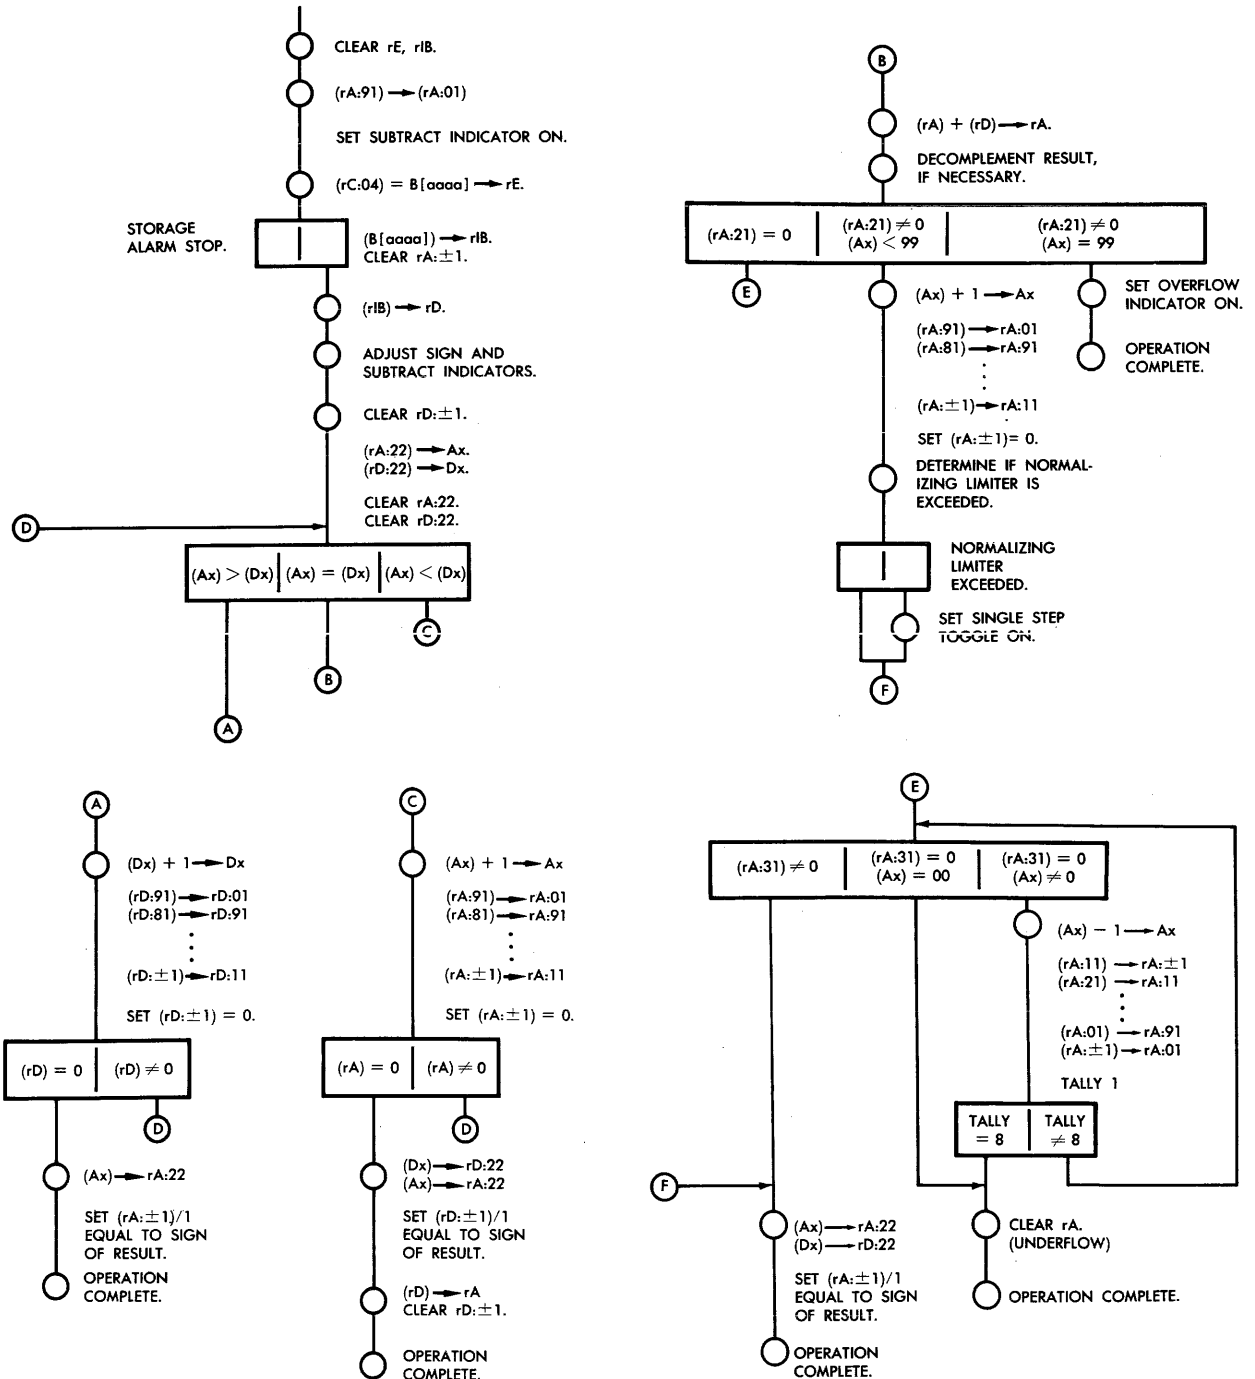 CLEAR rE, rIB.
(rA:91) → (rA:01)
SET SUBTRACT INDICATOR ON.
(rC:04) = B[aaaa] → rE.
STORAGE
ALARM STOP.
(B[aaaa]) → rIB.
CLEAR rA:±1.
(rIB) → rD.
ADJUST SIGN AND
SUBTRACT INDICATORS.
CLEAR rD:±1.
(rA:22) → Ax.
(rD:22) → Dx.
CLEAR rA:22.
CLEAR rD:22.
D
(Ax) > (Dx) | (Ax) = (Dx) | (Ax) < (Dx)
C
B
A
B
(rA) + (rD) → rA.
DECOMPLEMENT RESULT,
IF NECESSARY.
(rA:21) = 0
(rA:21) ≠ 0
(Ax) < 99
(rA:21) ≠ 0
(Ax) = 99
E
(Ax) + 1 → Ax
(rA:91) → rA:01
(rA:81) → rA:91
(rA:±1) → rA:11
SET (rA:±1) = 0.
SET OVERFLOW
INDICATOR ON.
OPERATION
COMPLETE.
DETERMINE IF NORMAL-
IZING LIMITER IS
EXCEEDED.
NORMALIZING
LIMITER
EXCEEDED.
SET SINGLE STEP
TOGGLE ON.
F
A
(Dx) + 1 → Dx
(rD:91) → rD:01
(rD:81) → rD:91
(rD:±1) → rD:11
SET (rD:±1) = 0.
(rD) = 0 | (rD) ≠ 0
D
(Ax) → rA:22
SET (rA:±1)/1
EQUAL TO SIGN
OF RESULT.
OPERATION
COMPLETE.
C
(Ax) + 1 → Ax
(rA:91) → rA:01
(rA:81) → rA:91
(rA:±1) → rA:11
SET (rA:±1) = 0.
(rA) = 0 | (rA) ≠ 0
D
(Dx) → rD:22
(Ax) → rA:22
SET (rD:±1)/1
EQUAL TO SIGN
OF RESULT.
(rD) → rA
CLEAR rD:±1.
OPERATION
COMPLETE.
E
(rA:31) ≠ 0
(rA:31) = 0
(Ax) = 00
(rA:31) = 0
(Ax) ≠ 0
(Ax) − 1 → Ax
(rA:11) → rA:±1
(rA:21) → rA:11
(rA:01) → rA:91
(rA:±1) → rA:01
TALLY 1
TALLY
= 8
TALLY
≠ 8
F
(Ax) → rA:22
(Dx) → rD:22
SET (rA:±1)/1
EQUAL TO SIGN
OF RESULT.
OPERATION
COMPLETE.
CLEAR rA.
(UNDERFLOW)
OPERATION COMPLETE.